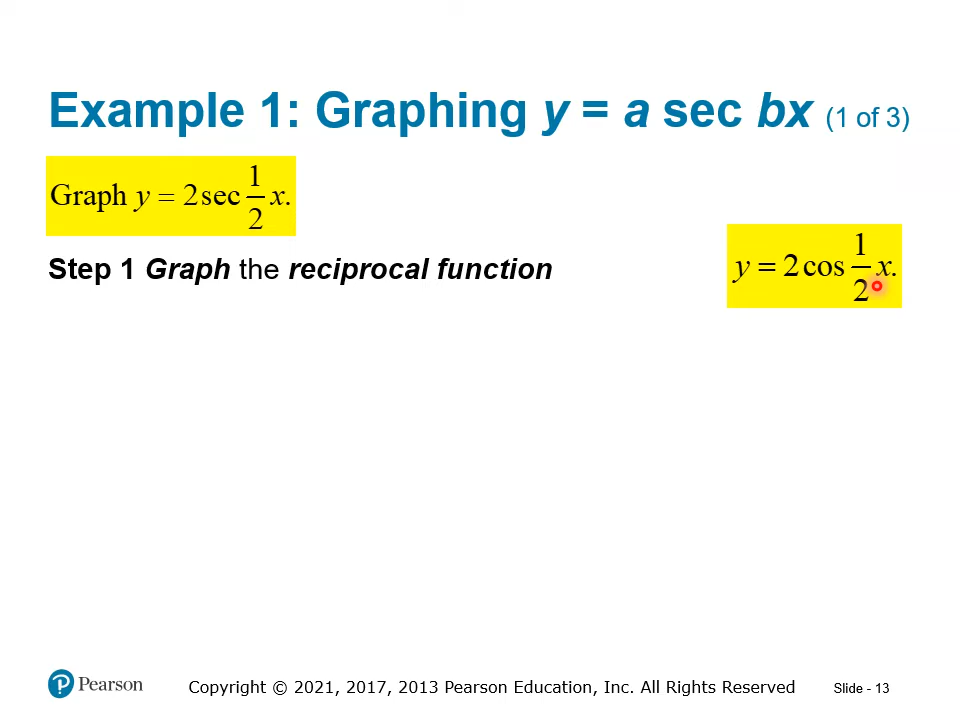 Example 1: Graphing y = a sec bx (1 of 3)
Graph y = 2 sec 1/2 x.
Step 1 Graph the reciprocal function
y = 2 cos 1/2 x.
Pearson
Copyright © 2021, 2017, 2013 Pearson Education, Inc. All Rights Reserved
Slide - 13